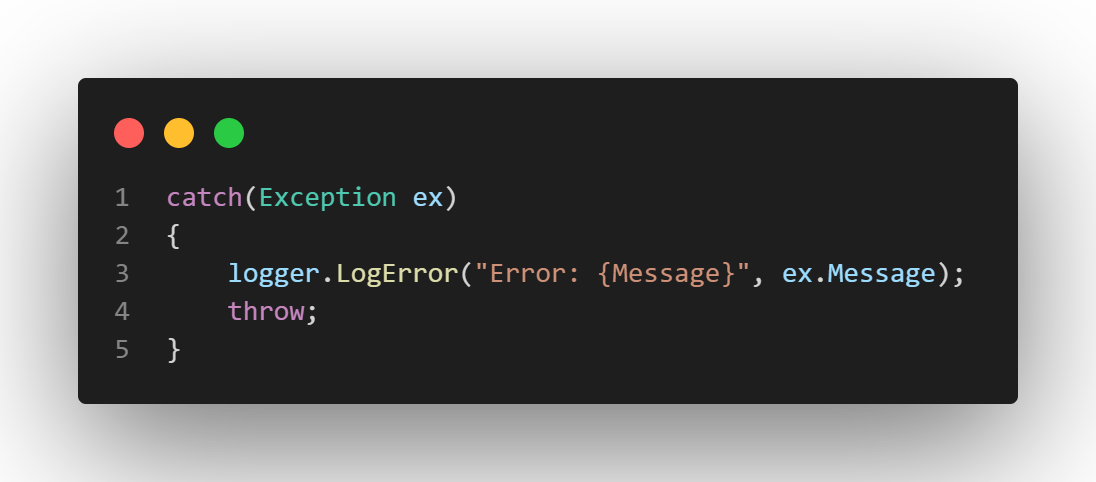 1 catch(Exception ex)
2 {
3     logger.LogError("Error: {Message}", ex.Message);
4     throw;
5 }